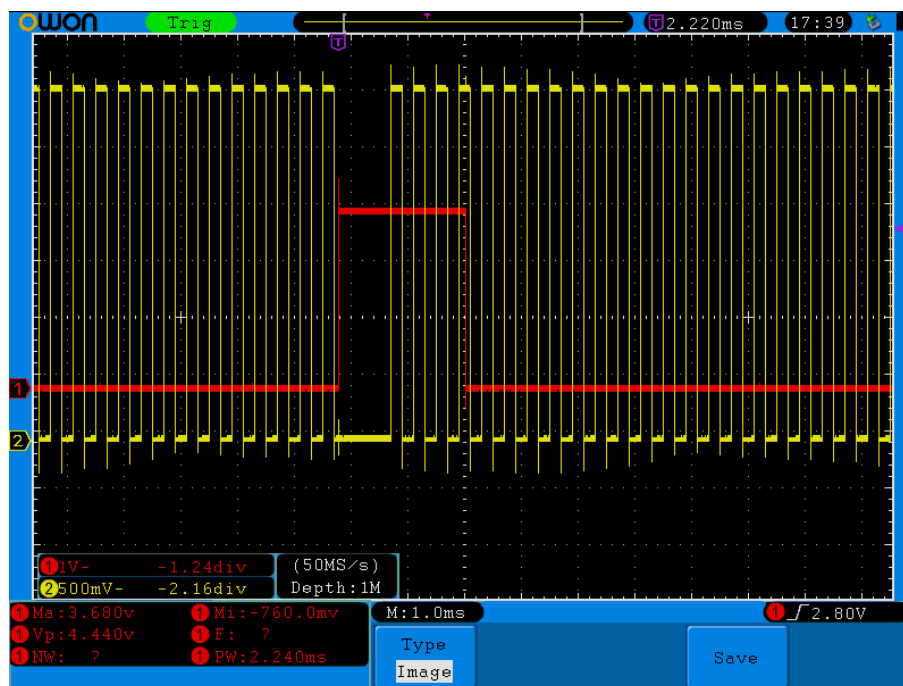 owon Trig T 2.220ms 17:39
T
T
1
2
1 1V- -1.24div (50MS/s)
2 500mV- -2.16div Depth:1M
1 Ma:3.680v 1 Mi:-760.0mv M:1.0ms 1 2.80V
1 Vp:4.440v 1 F: ?
1 NW: ? 1 PW:2.240ms
Type
Image
Save